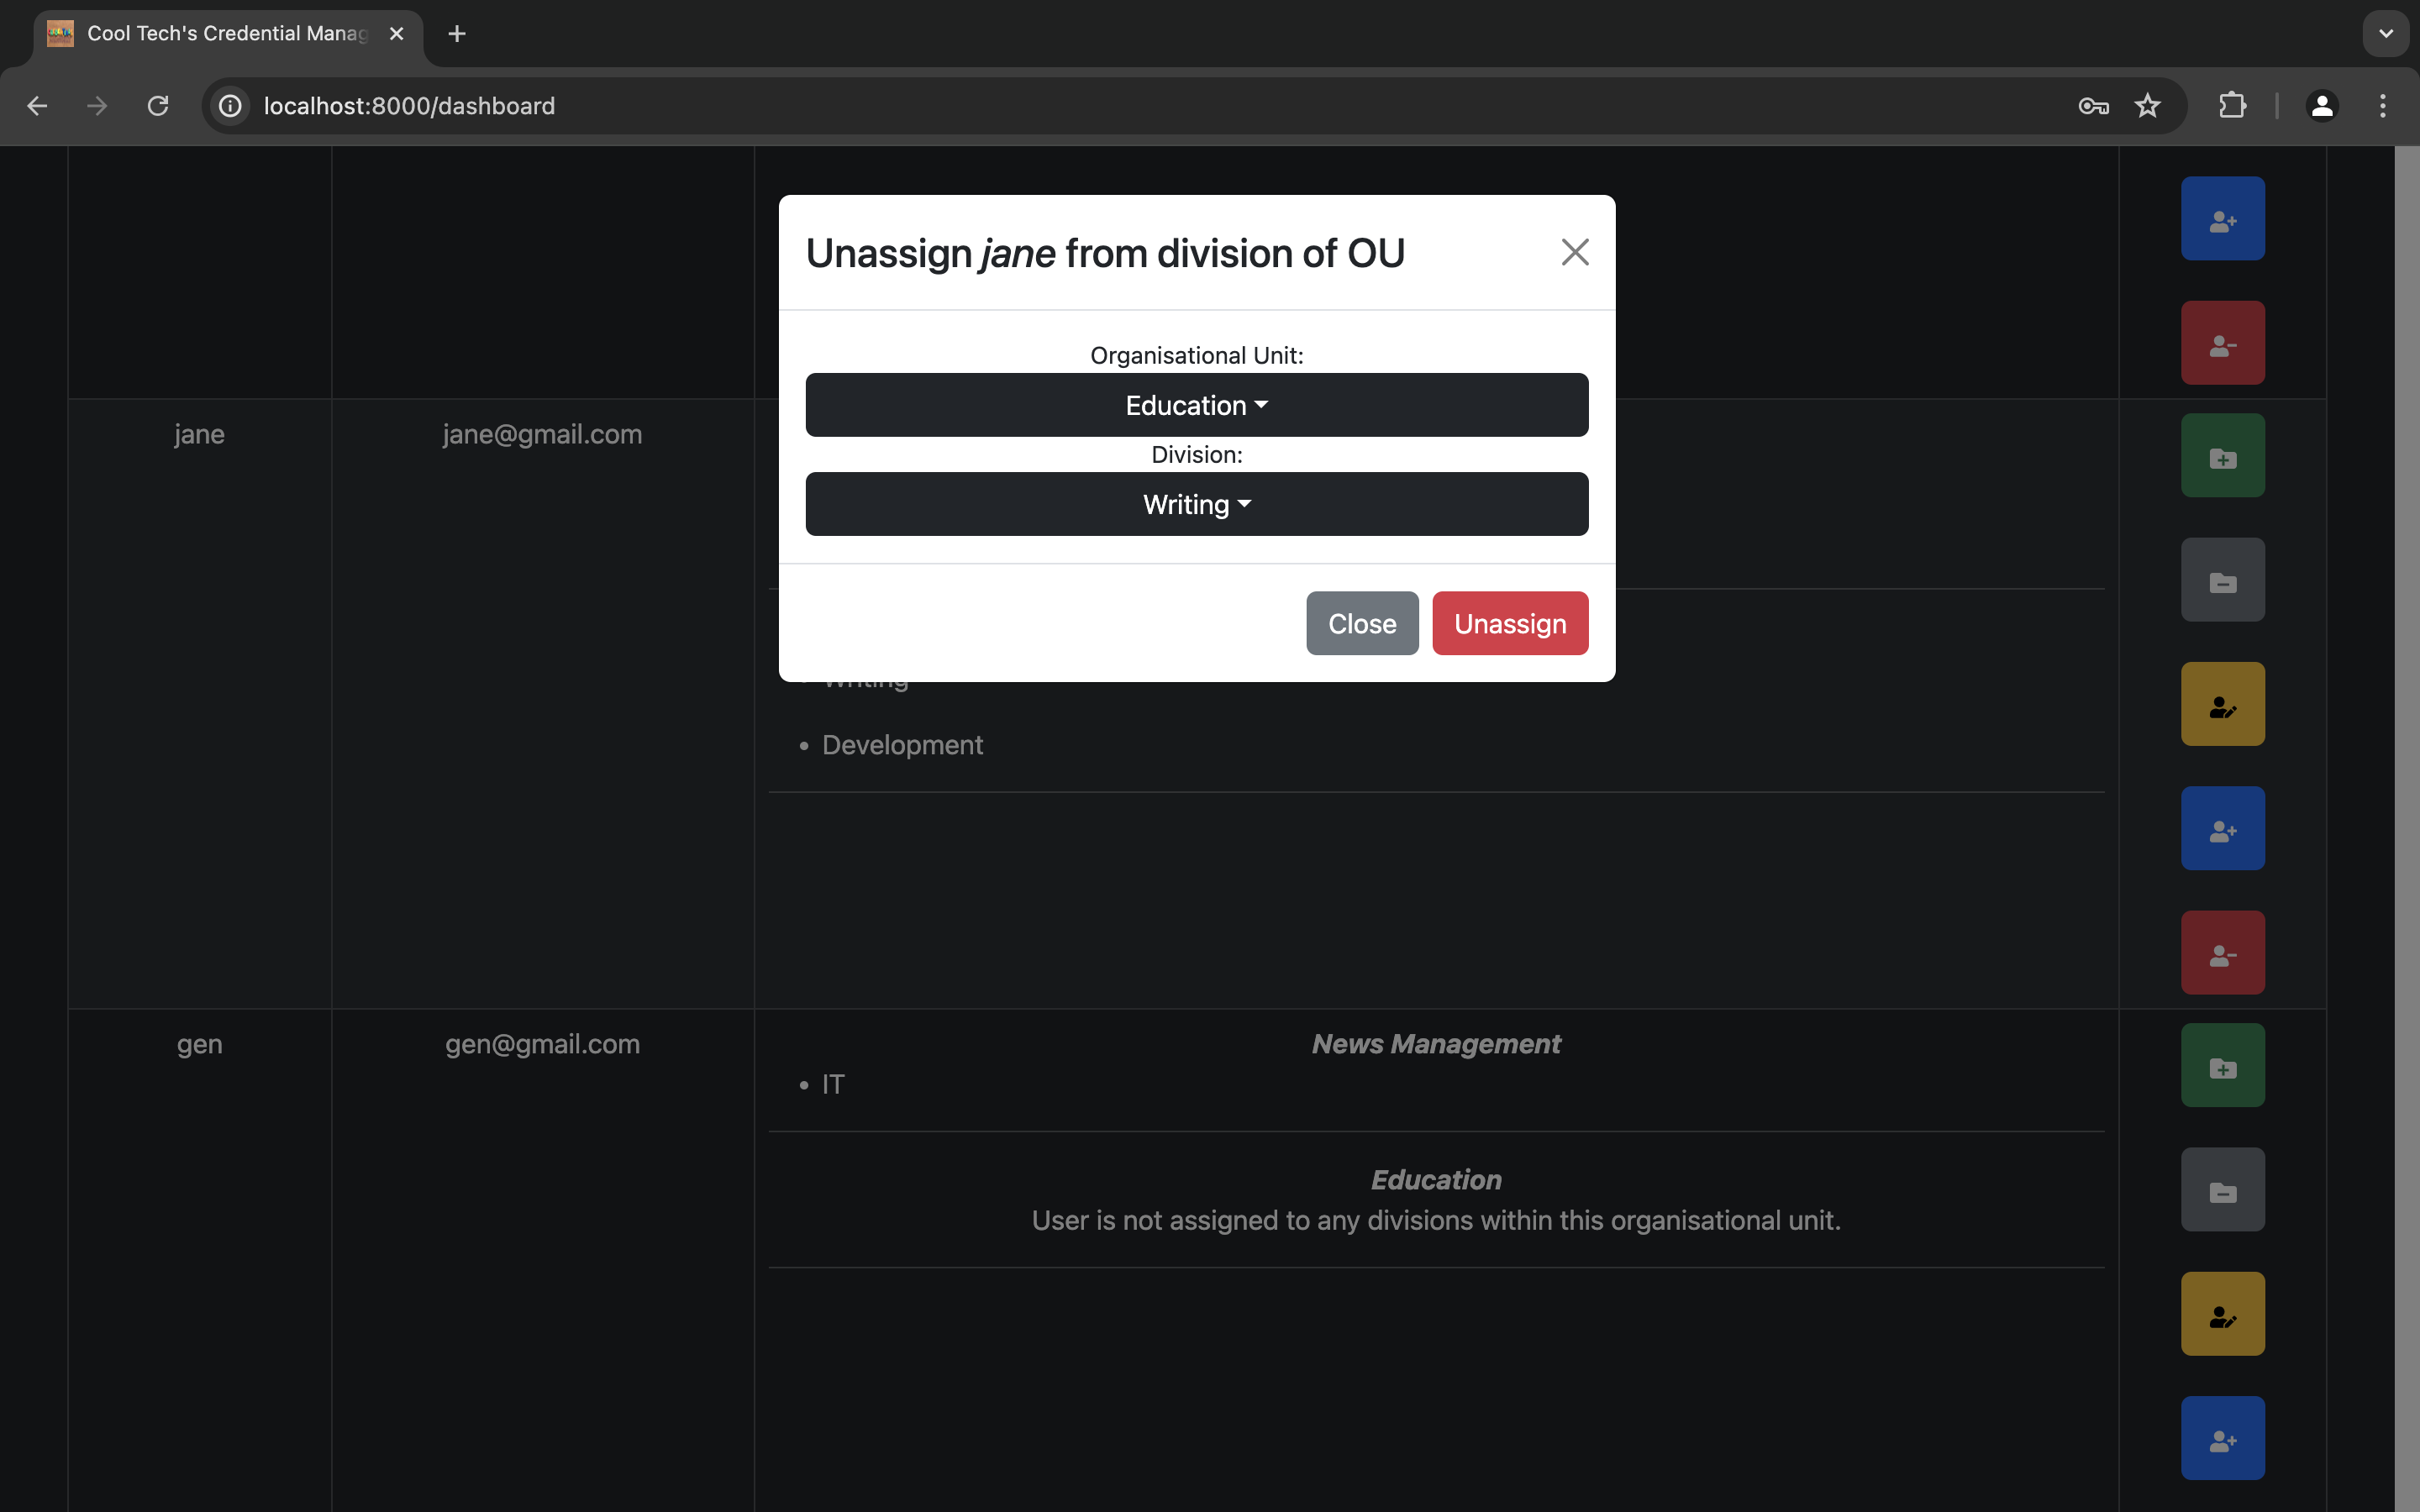 Cool Tech's Credential Manag
localhost:8000/dashboard
Unassign jane from division of OU
Organisational Unit:
Education
Division:
Writing
Close
Unassign
jane
jane@gmail.com
• Writing
• Development
gen
gen@gmail.com
News Management
• IT
Education
User is not assigned to any divisions within this organisational unit.